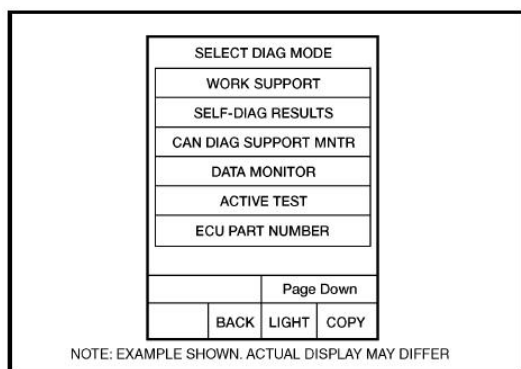 SELECT DIAG MODE
WORK SUPPORT
SELF-DIAG RESULTS
CAN DIAG SUPPORT MNTR
DATA MONITOR
ACTIVE TEST
ECU PART NUMBER
Page Down
BACK LIGHT COPY
NOTE: EXAMPLE SHOWN. ACTUAL DISPLAY MAY DIFFER